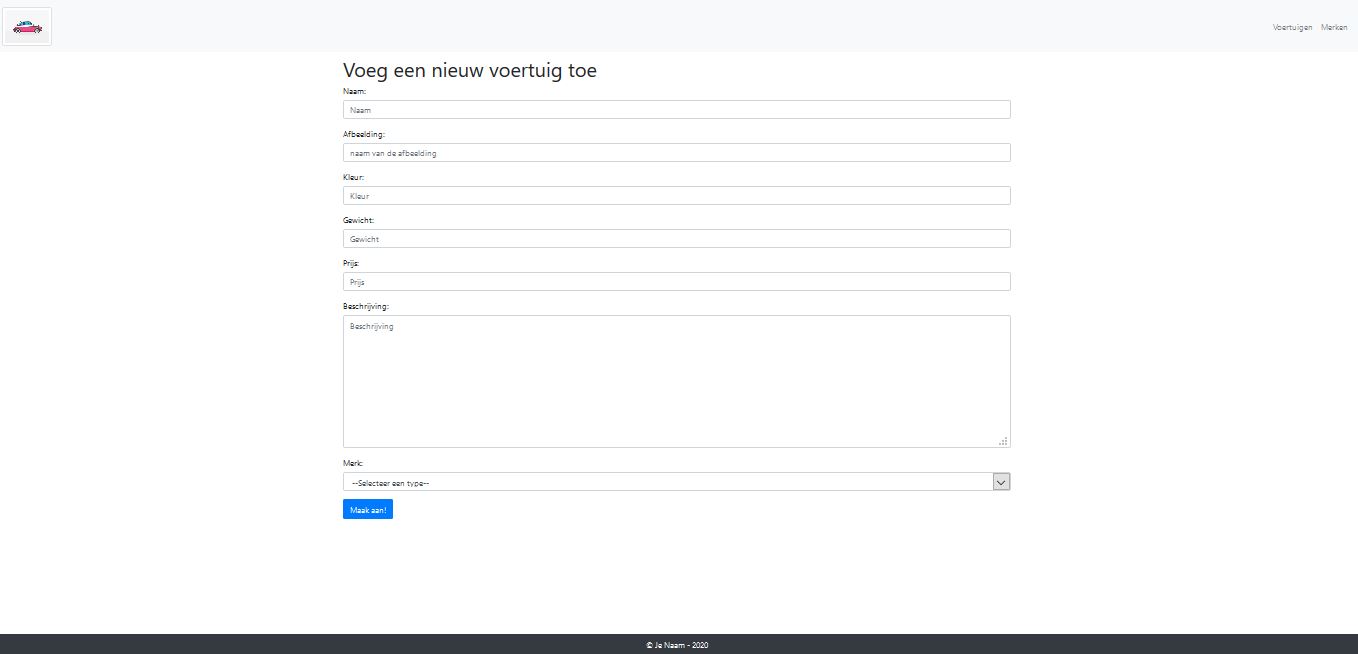 Voertuigen Merken
Voeg een nieuw voertuig toe
Naam:
Naam
Afbeelding:
naam van de afbeelding
Kleur:
Kleur
Gewicht:
Gewicht
Prijs:
Prijs
Beschrijving:
Beschrijving
Merk:
--Selecteer een type--
Maak aan!
© Je Naam - 2020